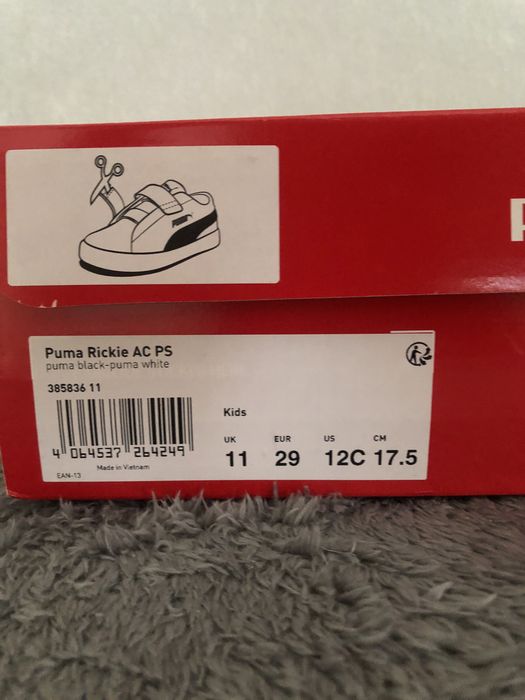 PUMA
Puma Rickie AC PS
puma black-puma white
385836 11
4 064537 264249
Made in Vietnam
EAN-13
Kids
UK EUR US CM
11 29 12C 17.5